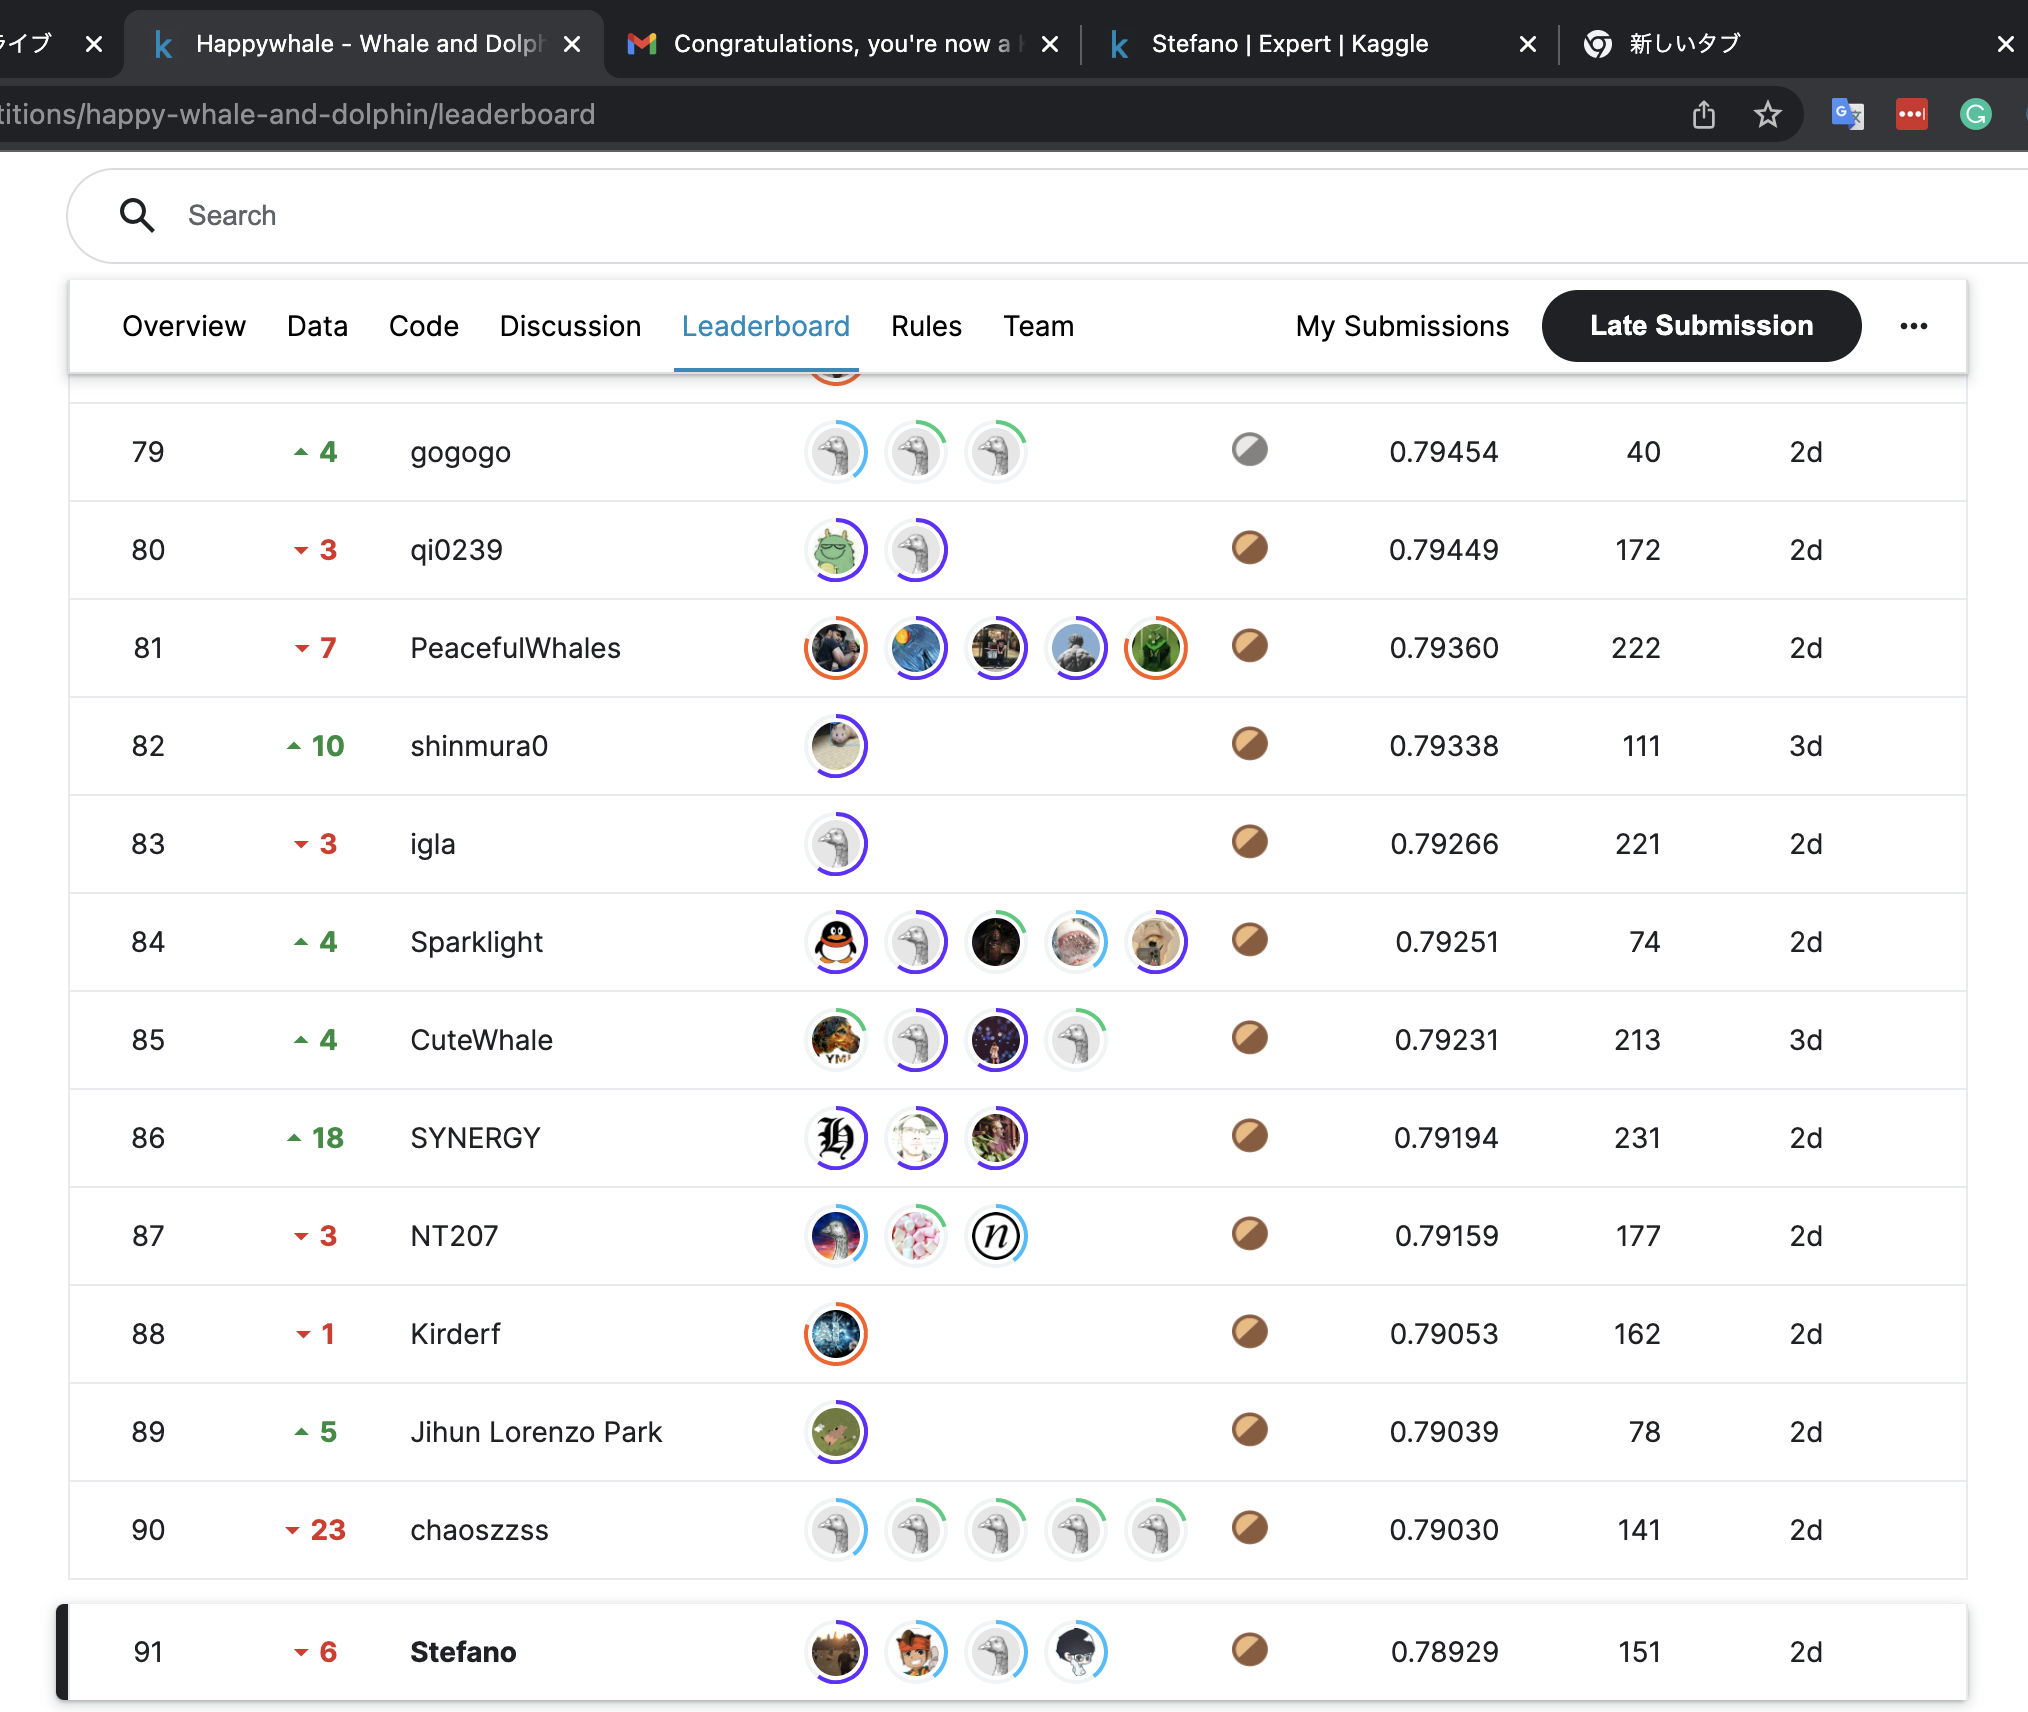 ライブ
Happywhale - Whale and Dolph
Congratulations, you're now a
Stefano | Expert | Kaggle
新しいタブ
titions/happy-whale-and-dolphin/leaderboard
Search
Overview Data Code Discussion Leaderboard Rules Team My Submissions Late Submission
79 4 gogogo 0.79454 40 2d
80 3 qi0239 0.79449 172 2d
81 7 PeacefulWhales 0.79360 222 2d
82 10 shinmura0 0.79338 111 3d
83 3 igla 0.79266 221 2d
84 4 Sparklight 0.79251 74 2d
85 4 CuteWhale 0.79231 213 3d
86 18 SYNERGY 0.79194 231 2d
87 3 NT207 0.79159 177 2d
88 1 Kirderf 0.79053 162 2d
89 5 Jihun Lorenzo Park 0.79039 78 2d
90 23 chaoszzss 0.79030 141 2d
91 6 Stefano 0.78929 151 2d